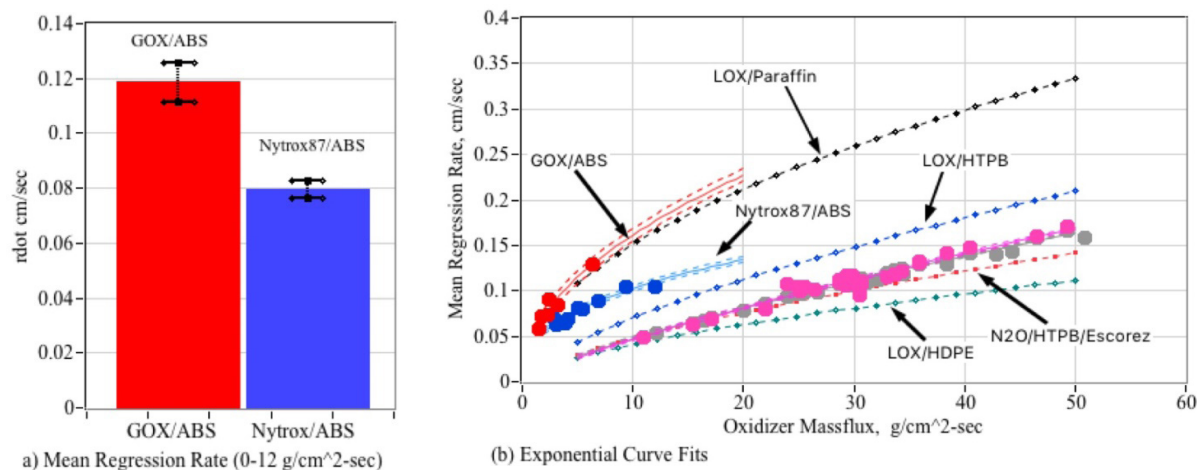 0.14
0.12
0.1
0.08
0.06
0.04
0.02
0
rdot cm/sec
GOX/ABS
Nytrox87/ABS
GOX/ABS
Nytrox/ABS
a) Mean Regression Rate (0-12 g/cm^2-sec)
0.4
0.35
0.3
0.25
0.2
0.15
0.1
0.05
0
Mean Regression Rate, cm/sec
LOX/Paraffin
GOX/ABS
LOX/HTPB
Nytrox87/ABS
N2O/HTPB/Escorez
LOX/HDPE
0 10 20 30 40 50 60
Oxidizer Massflux, g/cm^2-sec
(b) Exponential Curve Fits